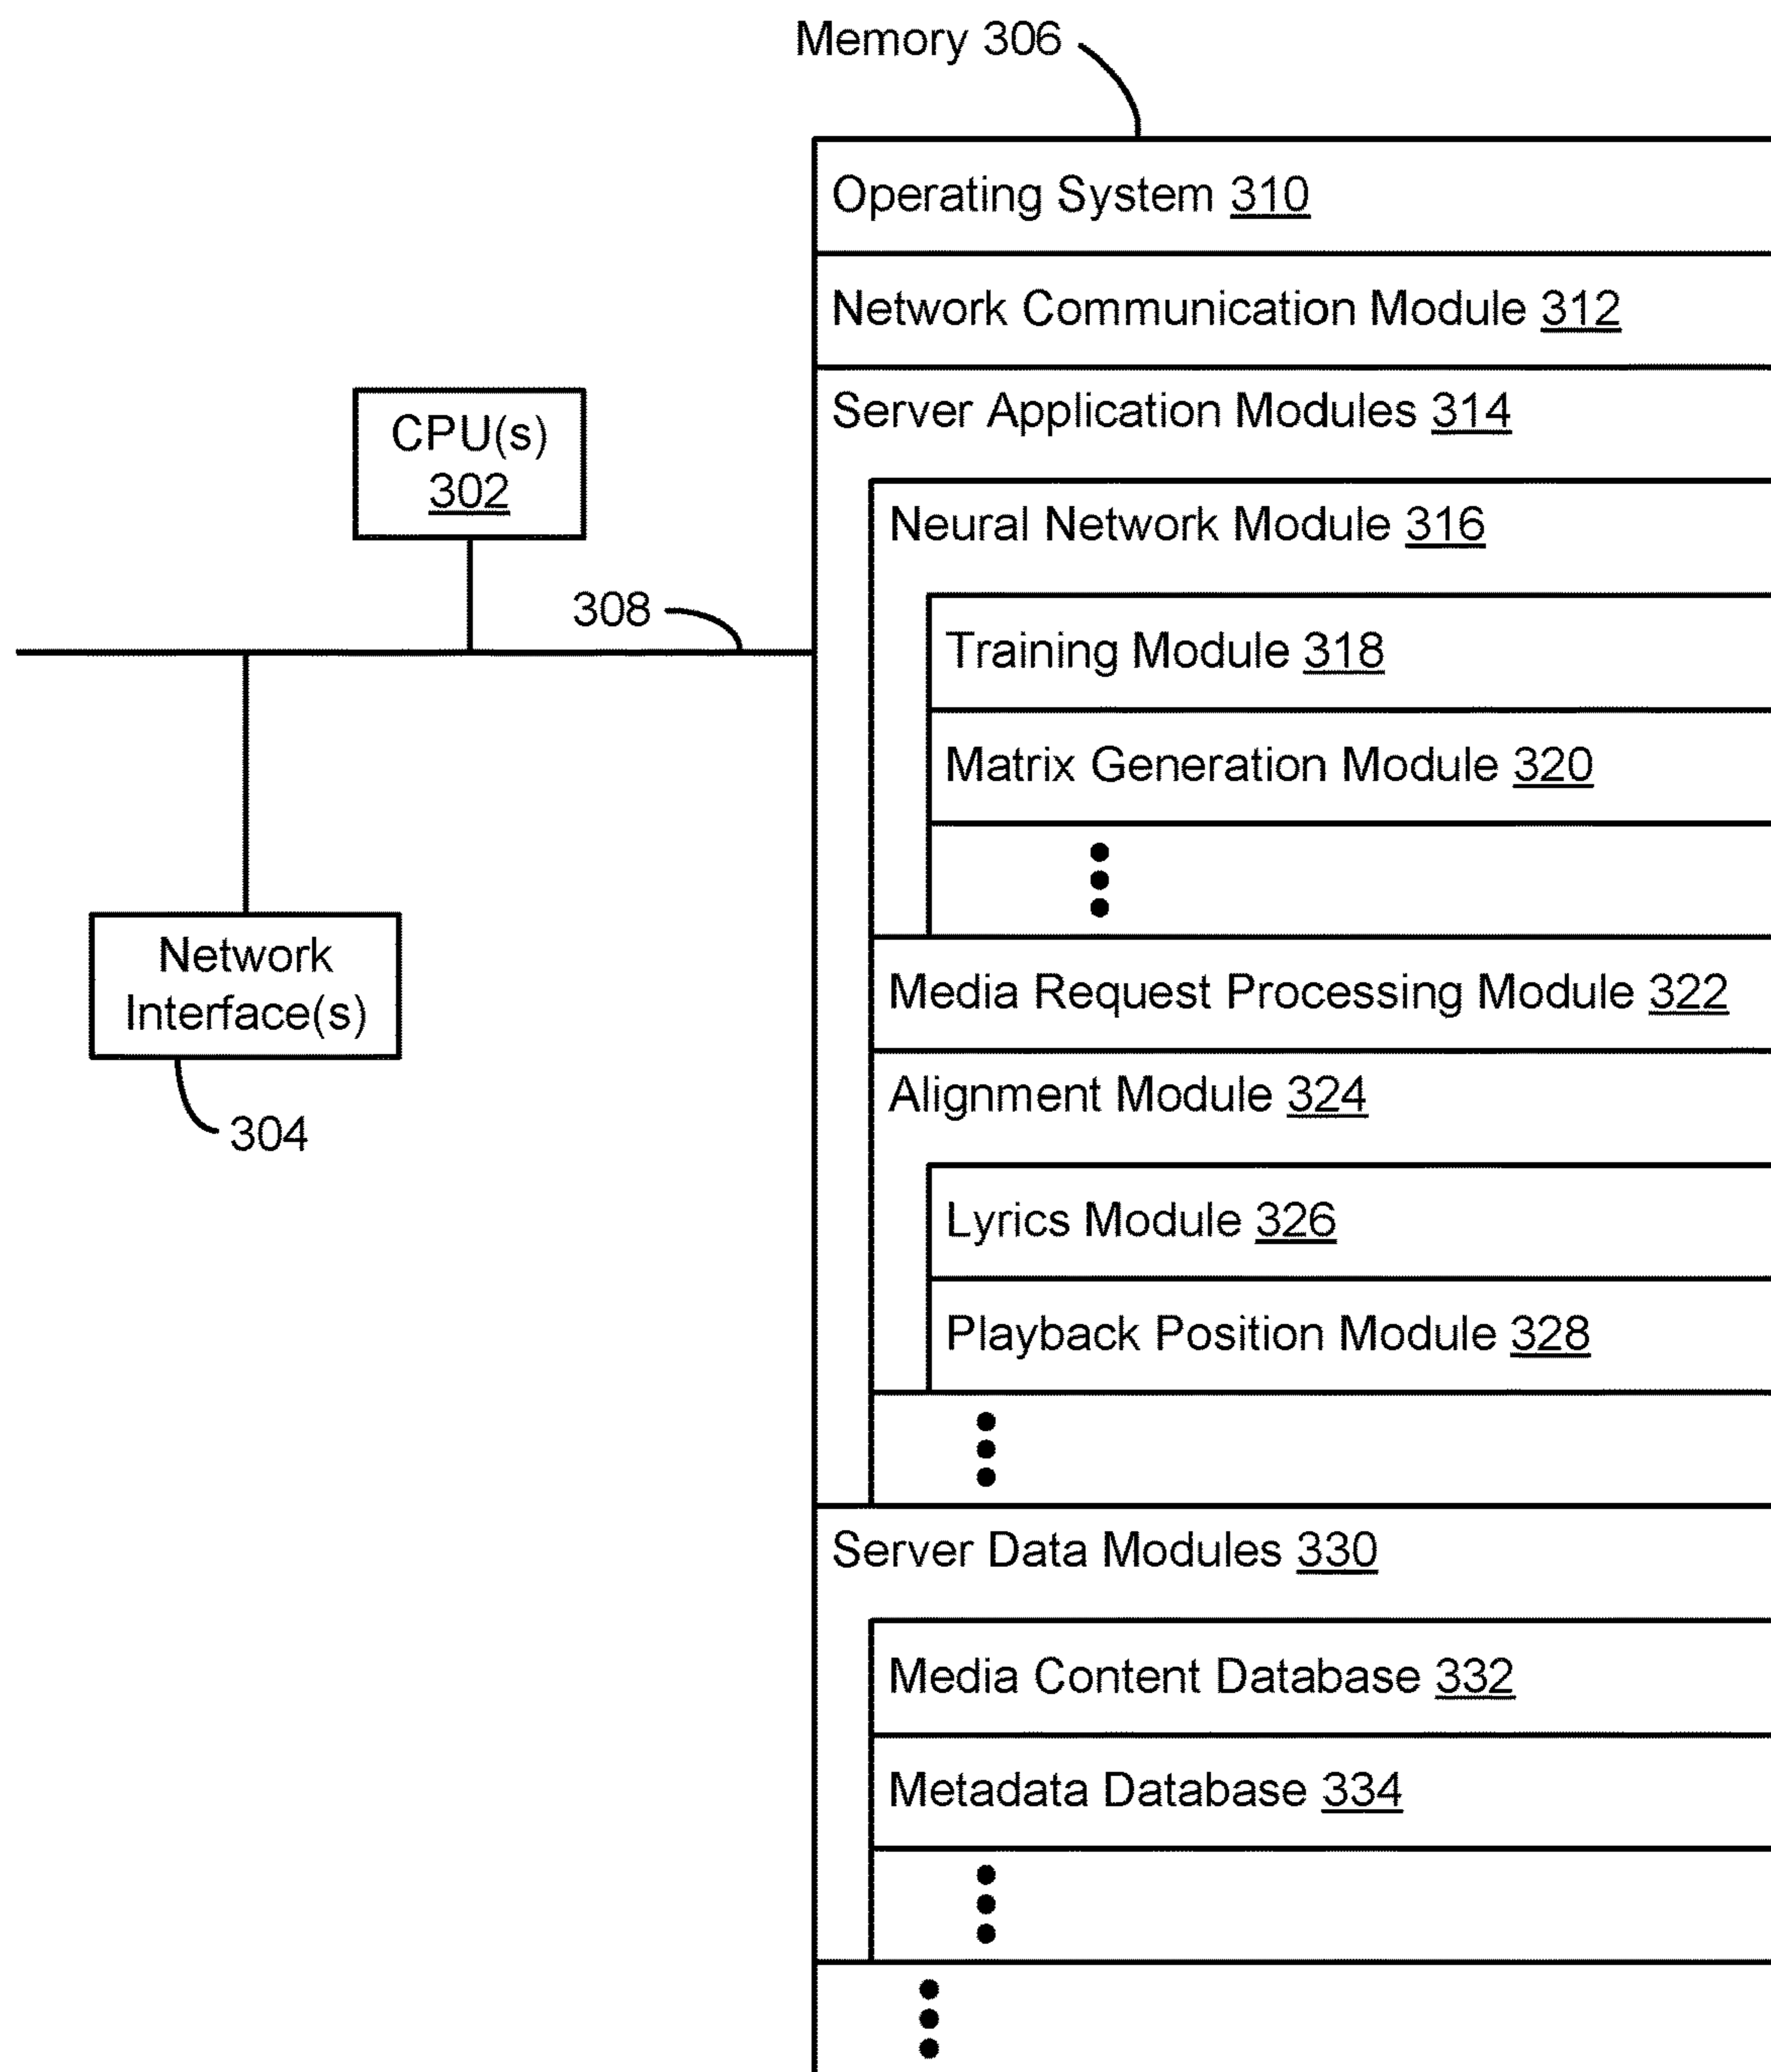 Memory 306
Operating System 310
Network Communication Module 312
CPU(s)
302
308
Network
Interface(s)
304
Server Application Modules 314
Neural Network Module 316
Training Module 318
Matrix Generation Module 320
Media Request Processing Module 322
Alignment Module 324
Lyrics Module 326
Playback Position Module 328
Server Data Modules 330
Media Content Database 332
Metadata Database 334